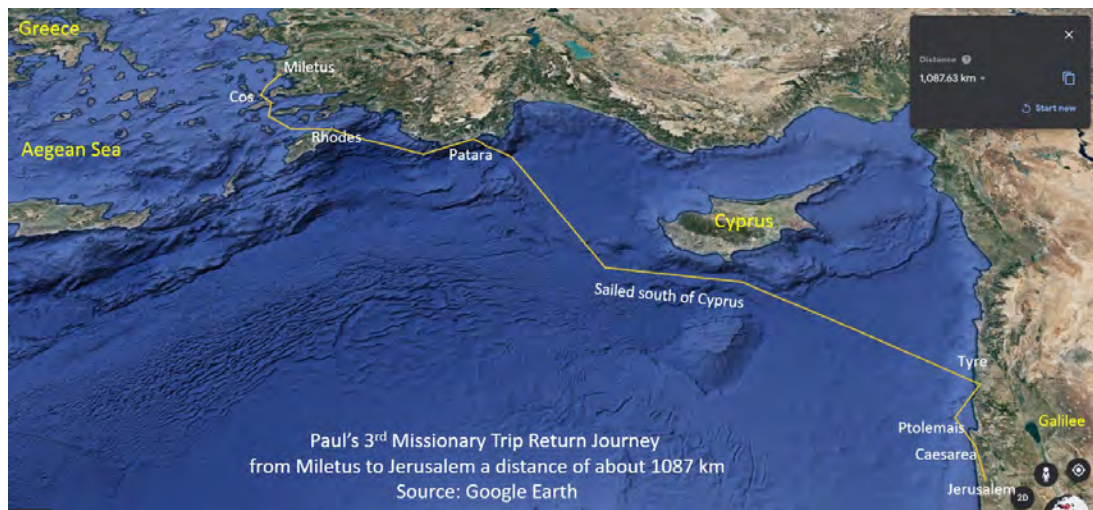 Greece
Miletus
Cos
Aegean Sea
Rhodes
Patara
Cyprus
Sailed south of Cyprus
Tyre
Galilee
Ptolemais
Caesarea
Jerusalem
Distance
1,087.63 km
Start new
2D
Paul's 3rd Missionary Trip Return Journey
from Miletus to Jerusalem a distance of about 1087 km
Source: Google Earth